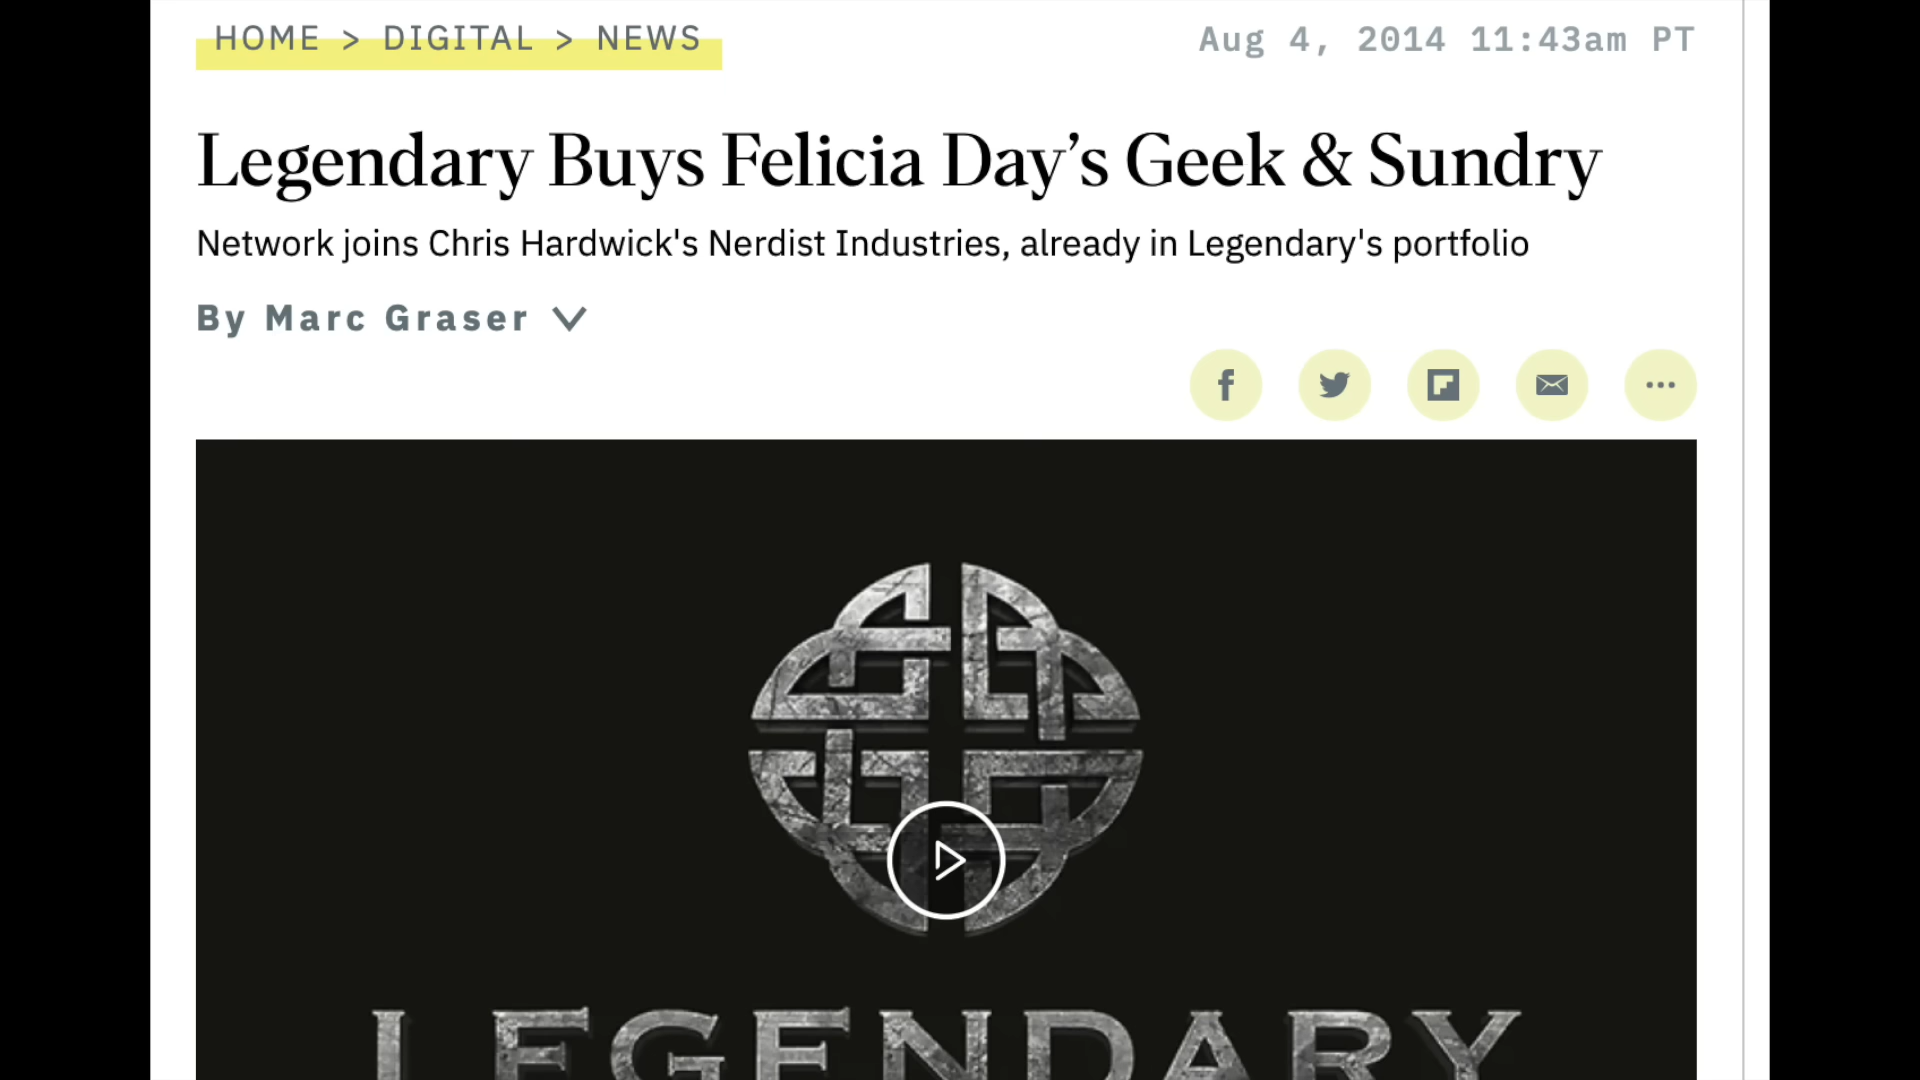 HOME > DIGITAL > NEWS
Aug 4, 2014 11:43am PT
Legendary Buys Felicia Day’s Geek & Sundry
Network joins Chris Hardwick's Nerdist Industries, already in Legendary's portfolio
By Marc Graser
LEGENDARY